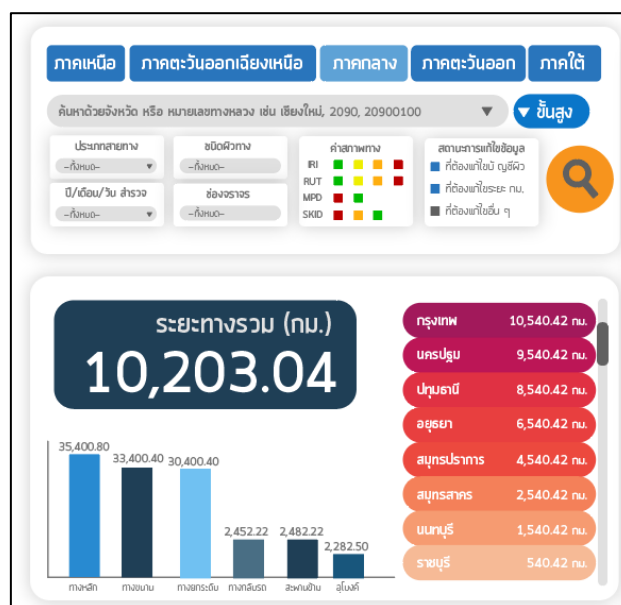 ภาคเหนือ ภาคตะวันออกเฉียงเหนือ ภาคกลาง ภาคตะวันออก ภาคใต้
ค้นหาด้วยจังหวัด หรือ หมายเลขทางหลวง เช่น เชียงใหม่, 2090, 20900100 ขั้นสูง
ประเภทสายทาง ชนิดผิวทาง ค่าสภาพทาง สถานะการแก้ไขข้อมูล
-ทั้งหมด- -ทั้งหมด-
IRI ที่ต้องแก้ไขบั ญชีผิว
ปี/เดือน/วัน สำรวจ ช่องจราจร
RUT ที่ต้องแก้ไขระยะ กม.
MPD
-ทั้งหมด- -ทั้งหมด-
SKID ที่ต้องแก้ไขอื่น ๆ
ระยะทางรวม (กม.)
10,203.04
กรุงเทพ 10,540.42 กม.
นครปฐม 9,540.42 กม.
ปทุมธานี 8,540.42 กม.
อยุธยา 6,540.42 กม.
สมุทรปราการ 4,540.42 กม.
สมุทรสาคร 2,540.42 กม.
นนทบุรี 1,540.42 กม.
ราชบุรี 540.42 กม.
35,400.80 33,400.40 30,400.40 2,452.22 2,482.22 2,282.50
ทางหลัก ทางขนาน ทางยกระดับ ทางกลับรถ สะพานข้าม อุโมงค์